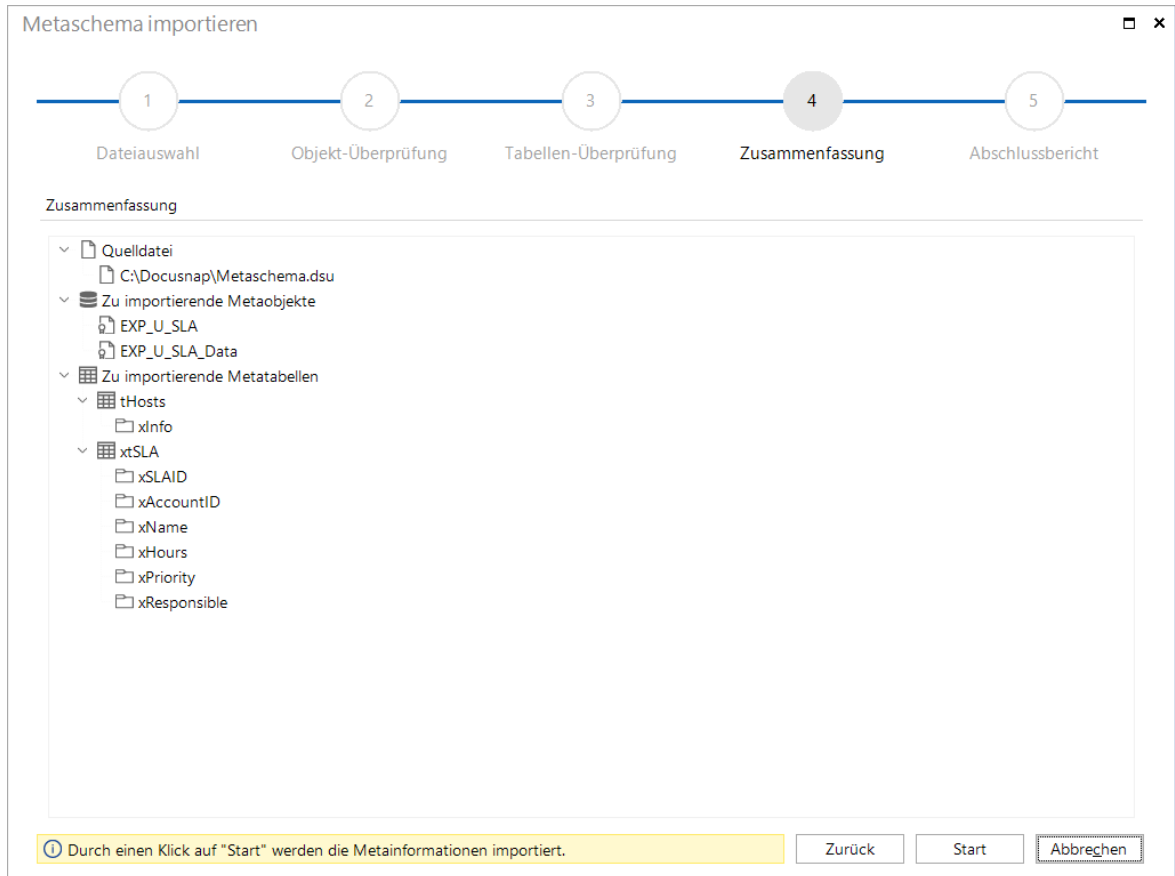 Metaschema importieren
1
2
3
4
5
Dateiauswahl
Objekt-Überprüfung
Tabellen-Überprüfung
Zusammenfassung
Abschlussbericht
Zusammenfassung
Quelldatei
C:\Docusnap\Metaschema.dsu
Zu importierende Metaobjekte
EXP_U_SLA
EXP_U_SLA_Data
Zu importierende Metatabellen
tHosts
xInfo
xtSLA
xSLAID
xAccountID
xName
xHours
xPriority
xResponsible
Durch einen Klick auf "Start" werden die Metainformationen importiert.
Zurück
Start
Abbrechen